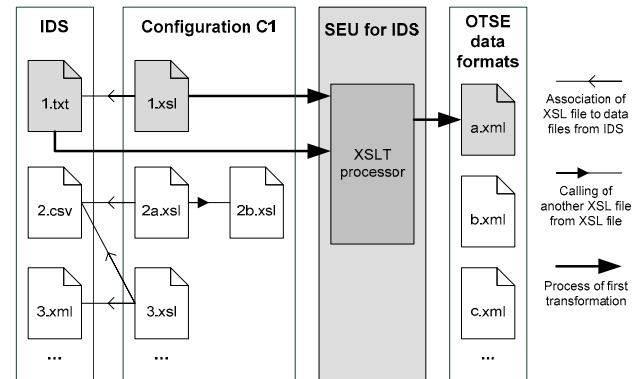 IDS
Configuration C1
SEU for IDS
OTSE
data
formats
1.txt
1.xsl
XSLT
processor
a.xml
2.csv
2a.xsl
2b.xsl
b.xml
3.xml
3.xsl
c.xml
...
...
...
Association of
XSL file to data
files from IDS
Calling of
another XSL file
from XSL file
Process of first
transformation